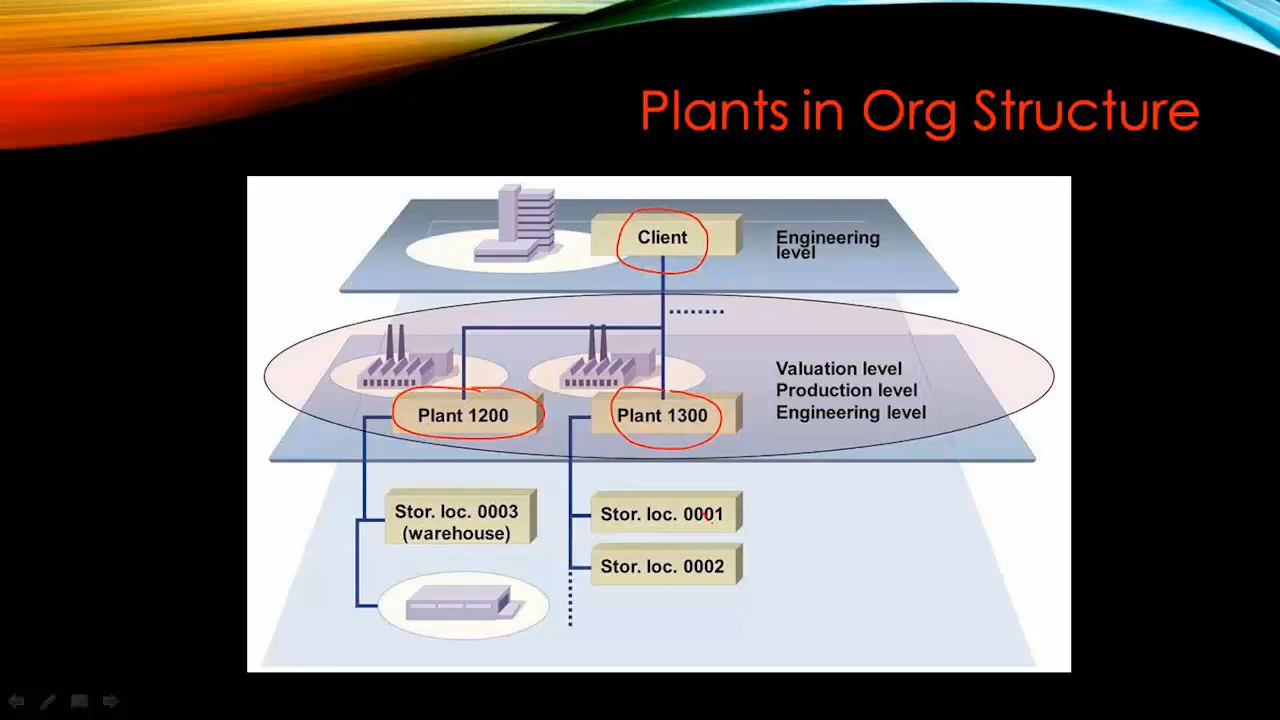 Plants in Org Structure
Client
Engineering
level
Valuation level
Production level
Engineering level
Plant 1200
Plant 1300
Stor. loc. 0003
(warehouse)
Stor. loc. 0001
Stor. loc. 0002